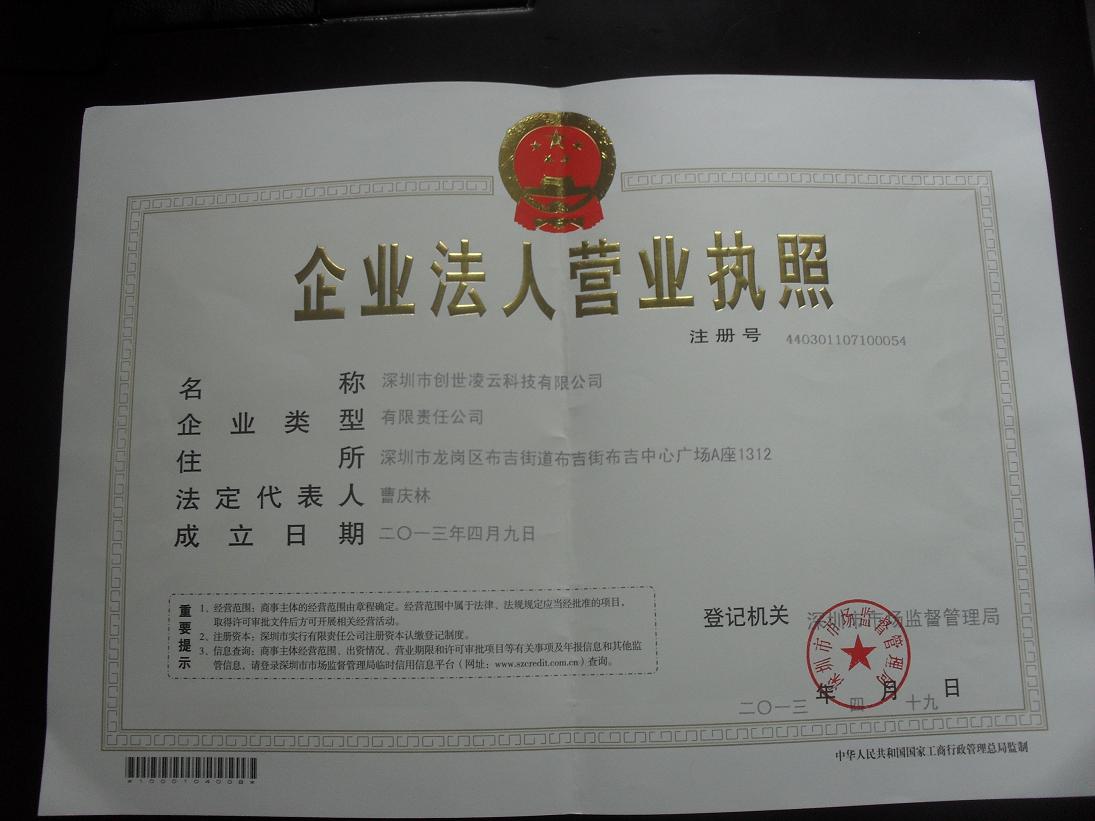 企业法人营业执照
注册号 440301107100054
名称 深圳市创世凌云科技有限公司
企业类型 有限责任公司
住所 深圳市龙岗区布吉街道布吉街布吉中心广场A座1312
法定代表人 曹庆林
成立日期 二〇一三年四月九日
重要提示
1、经营范围：商事主体的经营范围由章程确定。经营范围中属于法律、法规规定应当经批准的项目，
取得许可审批文件后方可开展相关经营活动。
2、注册资本：深圳市实行有限责任公司注册资本认缴登记制度。
3、信息查询：商事主体经营范围、出资情况、营业期限和许可审批项目等有关事项及年报信息和其他监
管信息，请登录深圳市市场监督管理局临时信用信息平台（网址：www.szcredit.com.cn）查询。
登记机关 深圳市市场监督管理局
深圳市市场监督管理局
二〇一三年四月十九日
中华人民共和国国家工商行政管理总局监制
*1000104008*